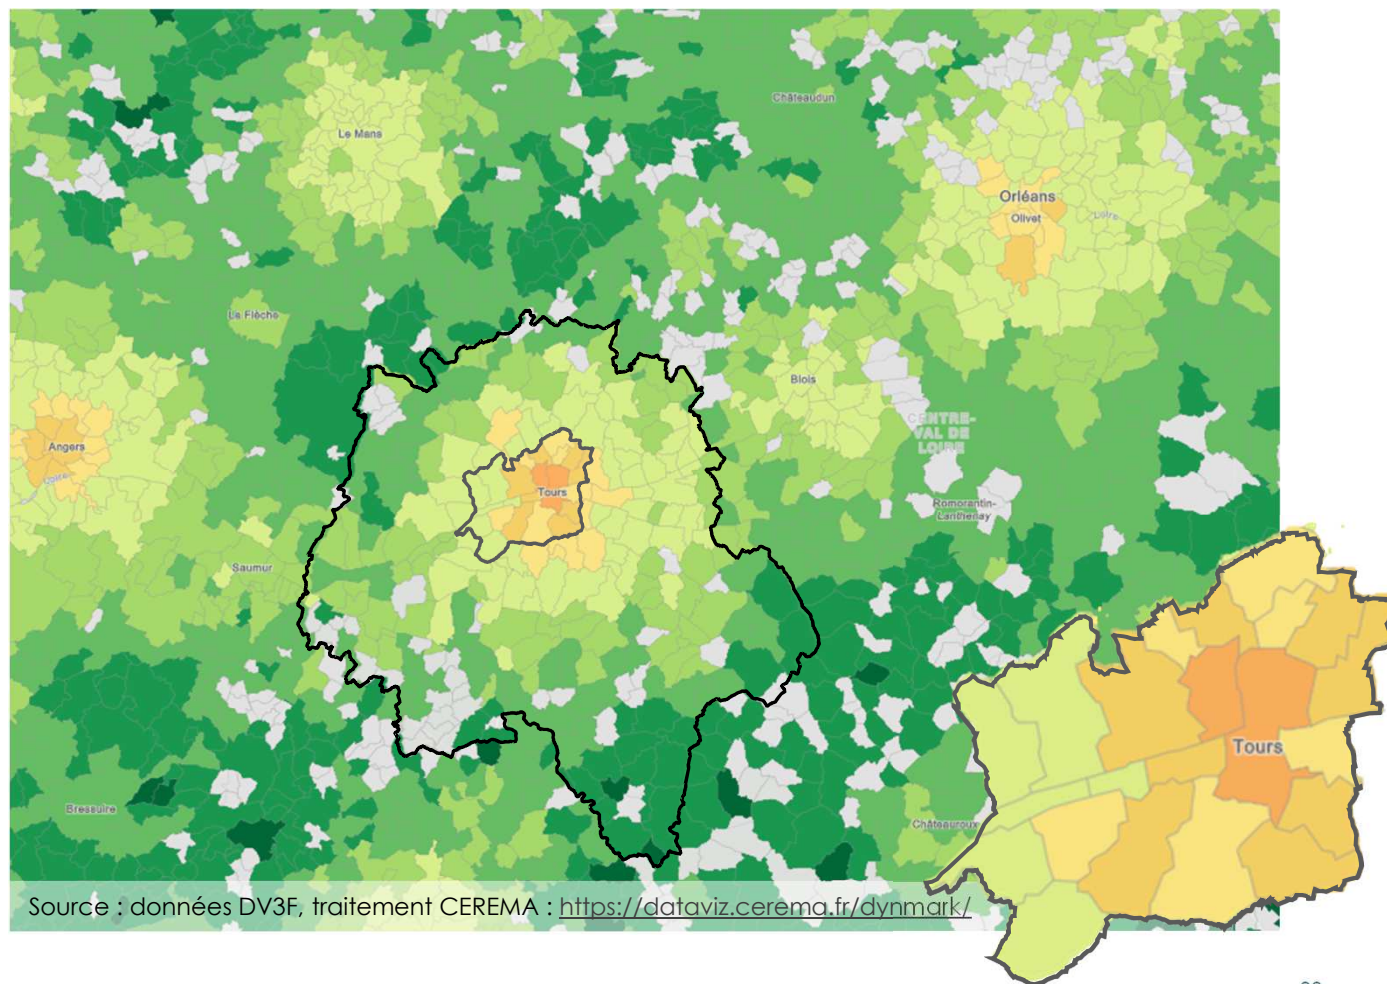 Châteaudun
Le Mans
Orléans
Olivet
Loire
La Flèche
Blois
CENTRE-
VAL DE
LOIRE
Angers
Loire
Tours
Romorantin-
Lanthenay
Saumur
Tours
Bressuire
Châteauroux
Source : données DV3F, traitement CEREMA : https://dataviz.cerema.fr/dynmark/